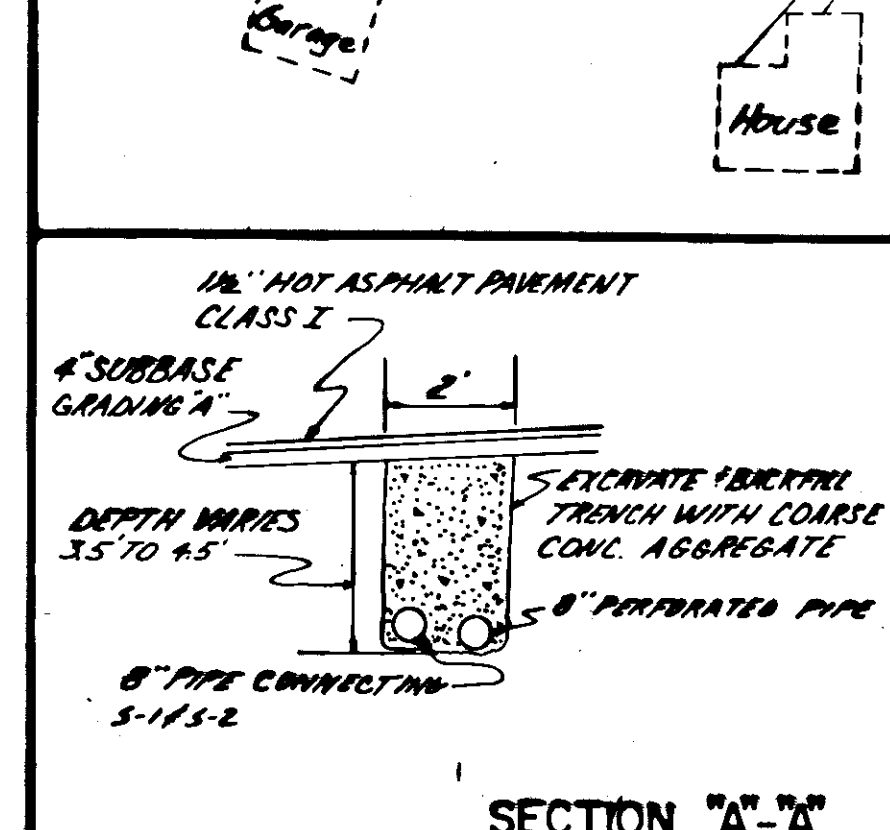 Garage
House
1½" HOT ASPHALT PAVEMENT
CLASS I
4" SUBBASE
GRADING "A"
2'
EXCAVATE & BACKFILL
TRENCH WITH COARSE
CONC. AGGREGATE
DEPTH VARIES
3.5' TO 4.5'
8" PERFORATED PIPE
8" PIPE CONNECTING
S-1 & S-2
SECTION "A"-"A"